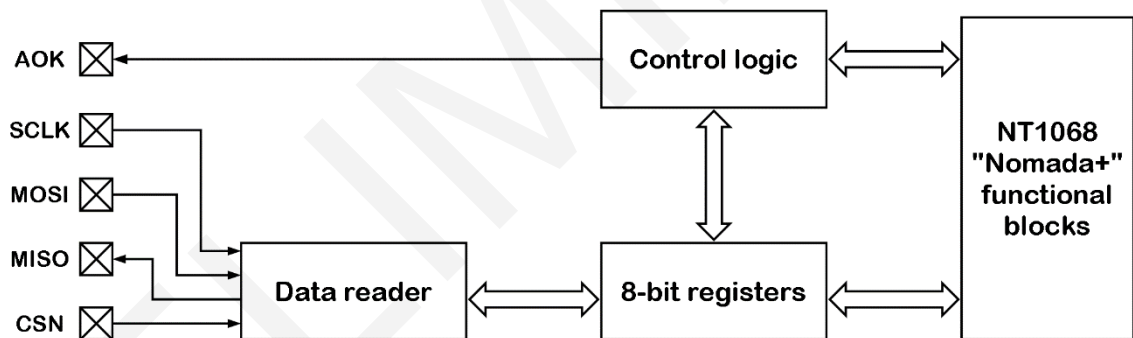 AOK
Control logic
SCLK
NT1068
"Nomada+"
functional
blocks
MOSI
MISO
Data reader
8-bit registers
CSN